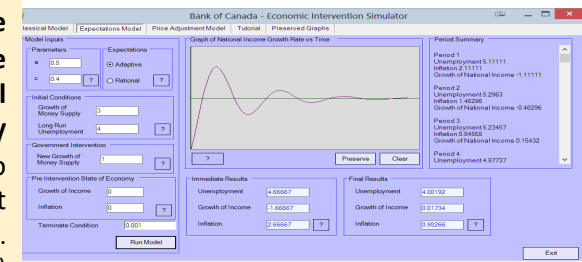 e
e
l
y
o
t
.
Bank of Canada - Economic Intervention Simulator
lassical Model Expectations Model Price Adjustment Model Tutorial Preserved Graphs
Model Inputs
Parameters
a 0.5
c 0.4 ?
Expectations
Adaptive
Rational ?
Initial Conditions
Growth of
Money Supply 3
Long Run
Unemployment 4 ?
Government Intervention
New Growth of
Money Supply 1 ?
Pre Intervention State of Economy
Growth of Income 0
Inflation 0 ?
Terminate Condition 0.001
Run Model
Graph of National Income Growth Rate vs Time
? Preserve Clear
Immediate Results
Unemployment 4.66667
Growth of Income -1.66667
Inflation 2.66667 ?
Final Results
Unemployment 4.00192
Growth of Income 0.01734
Inflation 0.98266 ?
Period Summary
Period 1
Unemployment 5.11111
Inflation 2.11111
Growth of National Income -1.11111
Period 2
Unemployment 5.2963
Inflation 1.46296
Growth of National Income -0.46296
Period 3
Unemployment 5.23457
Inflation 0.84568
Growth of National Income 0.15432
Period 4
Unemployment 4.97737
Exit